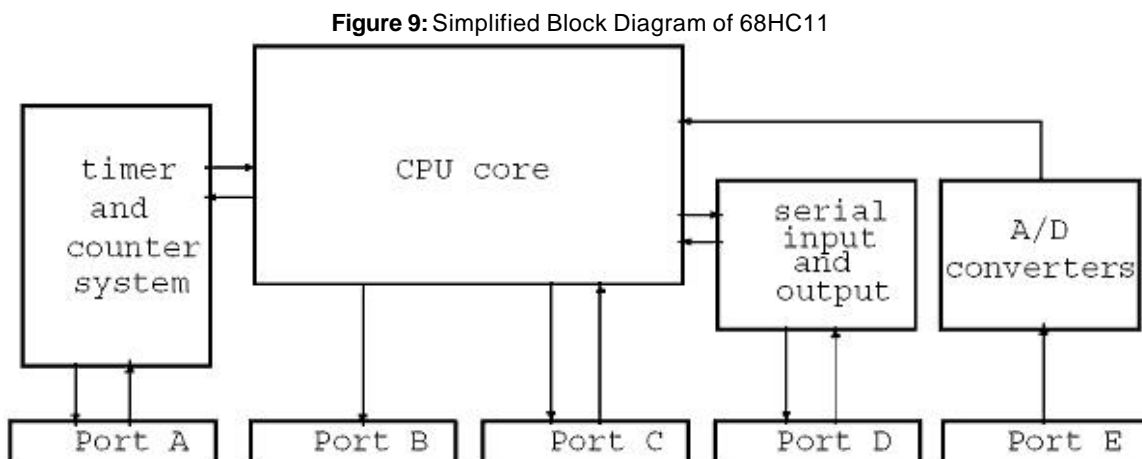 Figure 9: Simplified Block Diagram of 68HC11
timer
and
counter
system
CPU core
serial
input
and
output
A/D
converters
Port A
Port B
Port C
Port D
Port E